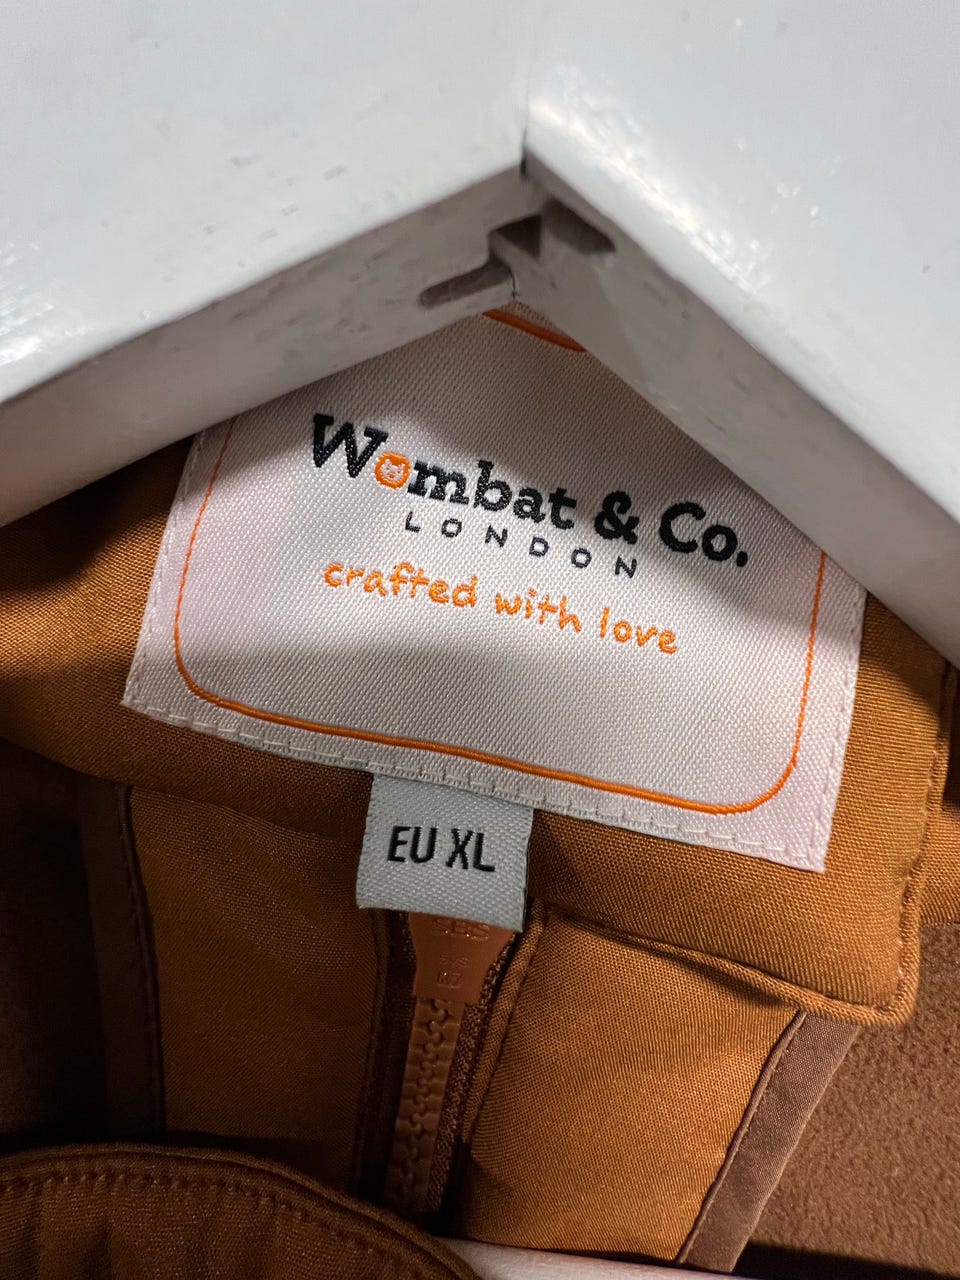 Wombat & Co.
LONDON
crafted with love
EU XL